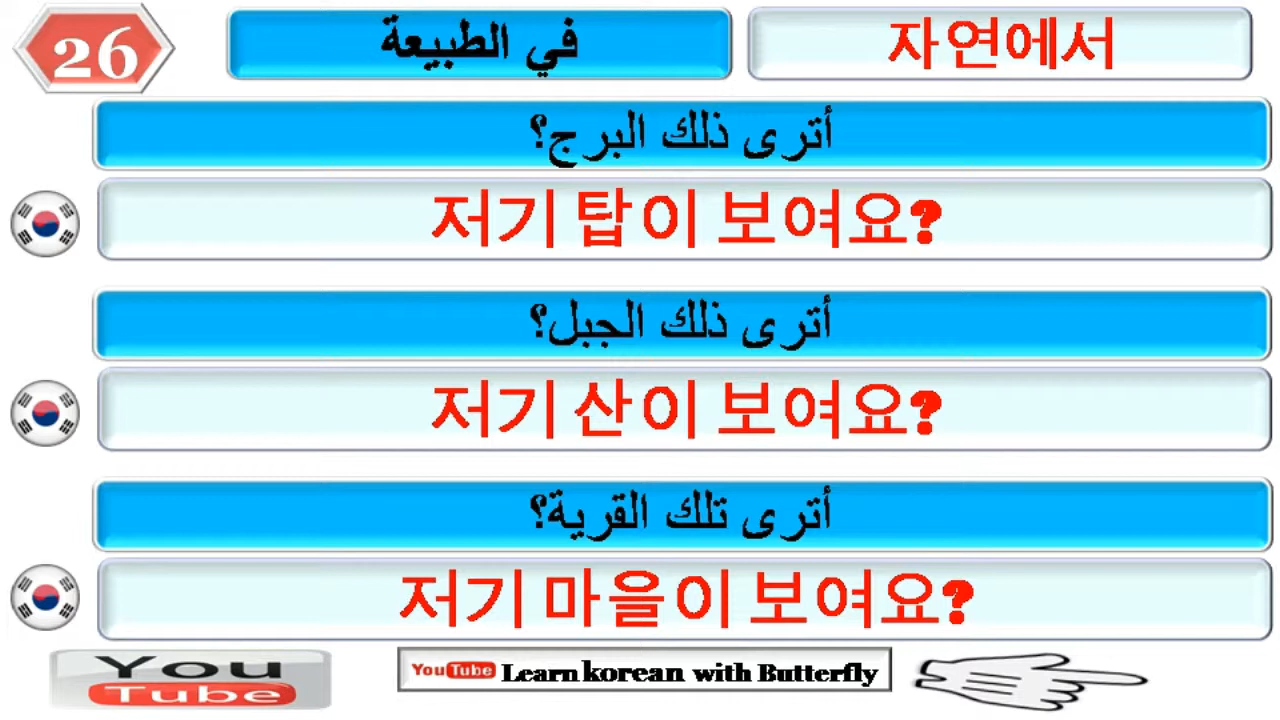 26
في الطبيعة
자연에서
أترى ذلك البرج؟
저기 탑이 보여요?
أترى ذلك الجبل؟
저기 산이 보여요?
أترى تلك القرية؟
저기 마을이 보여요?
You
Tube
YouTube Learn korean with Butterfly